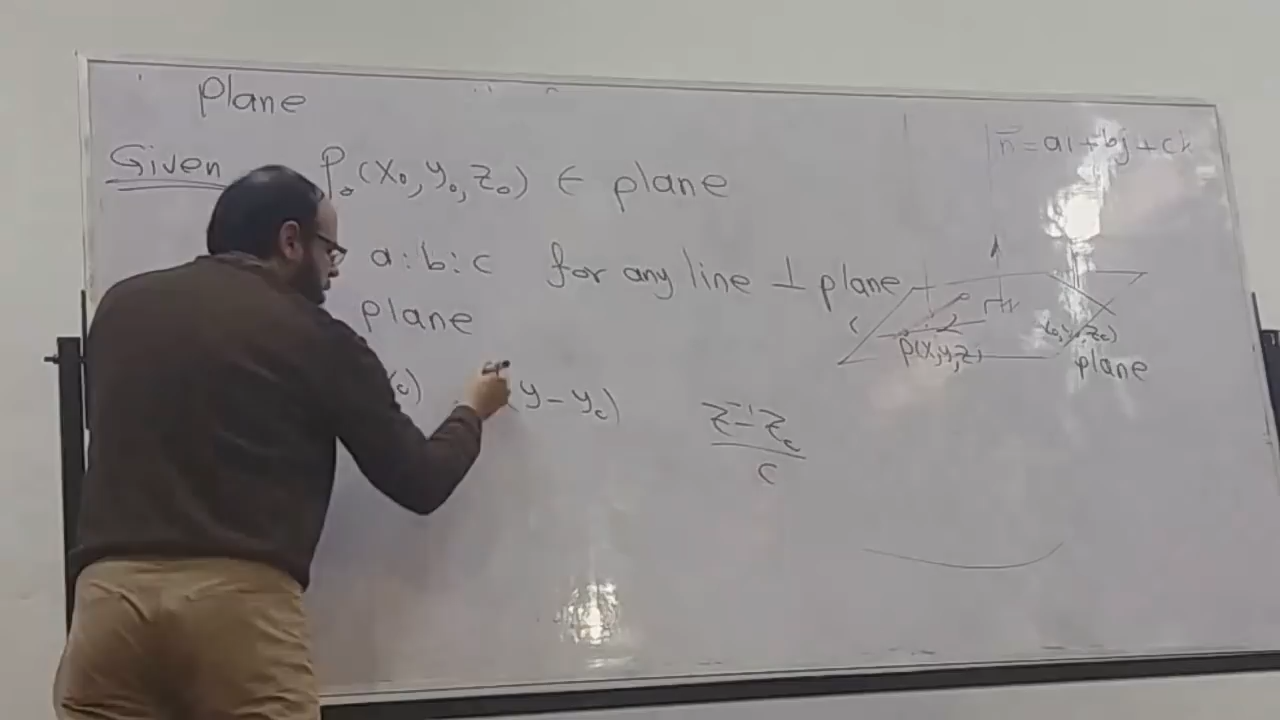 Plane
Given P₀(x₀, y₀, z₀) ∈ plane
n⃗ = ai + bj + ck
a : b : c for any line ⊥ plane
plane
P(x, y, z)
plane
y - y₀)
z - z₀
c